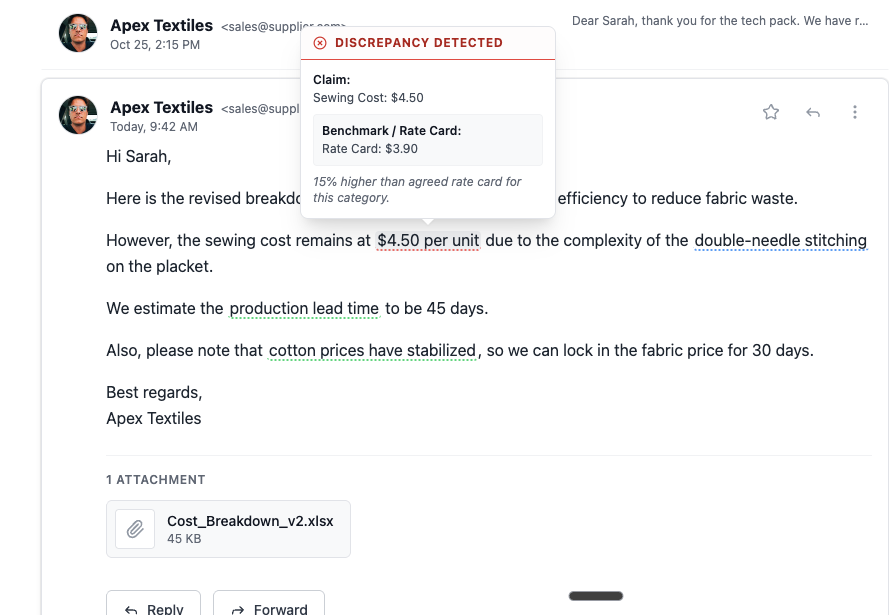 Apex Textiles <sales@supplier.com>
Oct 25, 2:15 PM
Dear Sarah, thank you for the tech pack. We have r...
DISCREPANCY DETECTED
Claim:
Sewing Cost: $4.50
Benchmark / Rate Card:
Rate Card: $3.90
15% higher than agreed rate card for
this category.
Apex Textiles <sales@suppl
Today, 9:42 AM
Hi Sarah,
Here is the revised breakdo efficiency to reduce fabric waste.
However, the sewing cost remains at $4.50 per unit due to the complexity of the double-needle stitching
on the placket.
We estimate the production lead time to be 45 days.
Also, please note that cotton prices have stabilized, so we can lock in the fabric price for 30 days.
Best regards,
Apex Textiles
1 ATTACHMENT
Cost_Breakdown_v2.xlsx
45 KB
Reply
Forward